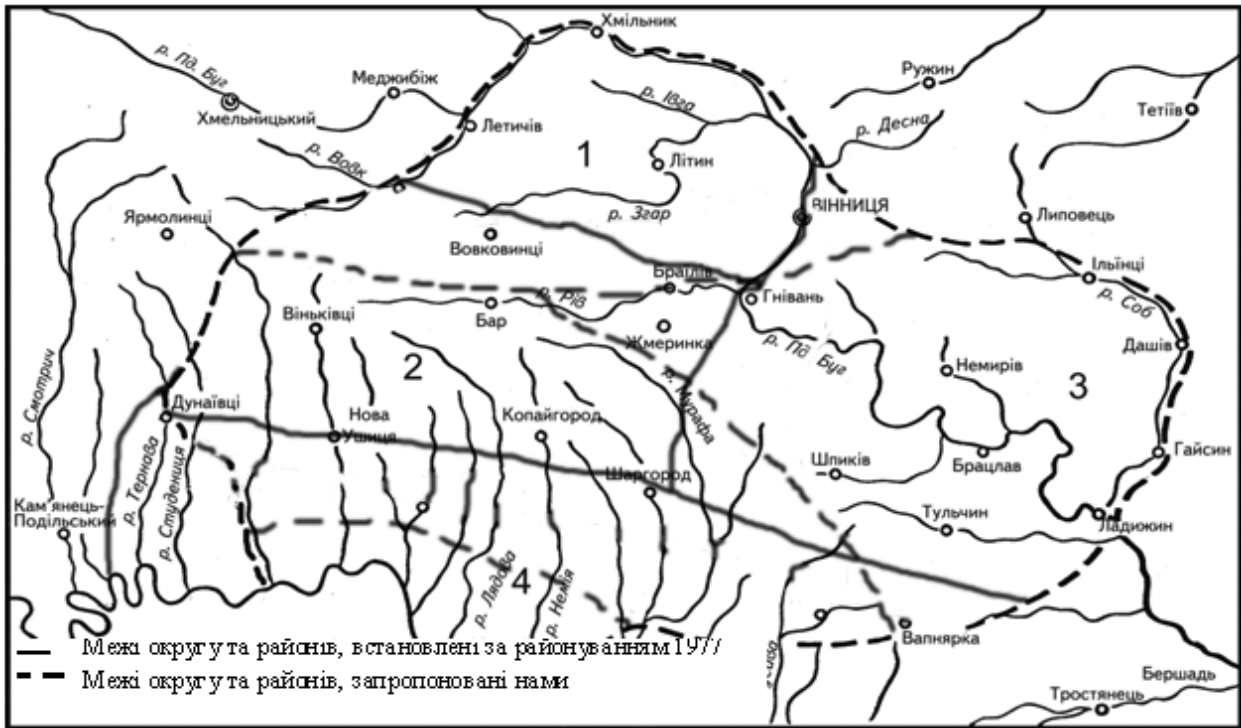 Хмільник
р. Пд. Буг
Меджибіж
Ружин
Хмельницький
Летичів
р. Івга
р. Десна
Тетіїв
р. Вовк
1
Літин
р. Згар
ВІННИЦЯ
Липовець
Ярмолинці
Вовковинці
Браїлів
Гнівань
Ільїнці
р. Соб
р. Рів
Бар
Віньківці
Жмеринка
р. Пд. Буг
Дашів
р. Смотрич
2
р. Мурафа
Немирів
3
Дунаївці
Нова
Ушиця
Копайгород
Шпиків
Брацлав
Гайсин
Шаргород
Кам'янець-
Подільський
р. Тернава
р. Студениця
Тульчин
Ладижин
р. Лядова
4
р. Немія
Вапнярка
Межі округу та районів, встановлені за районуванням 1977
Межі округу та районів, запропоновані нами
Бершадь
Тростянець